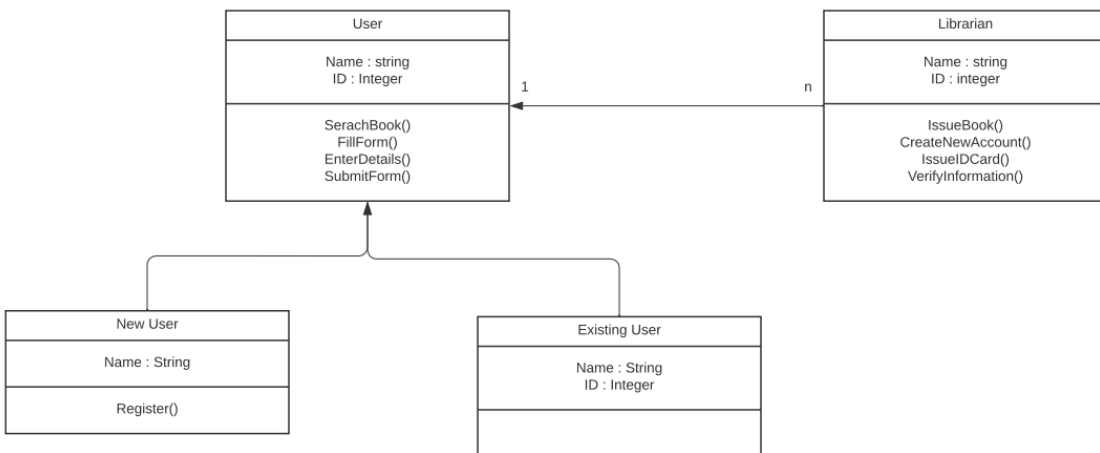 User
Name : string
ID : Integer
SerachBook()
FillForm()
EnterDetails()
SubmitForm()
1
n
Librarian
Name : string
ID : integer
IssueBook()
CreateNewAccount()
IssueIDCard()
VerifyInformation()
New User
Name : String
Register()
Existing User
Name : String
ID : Integer